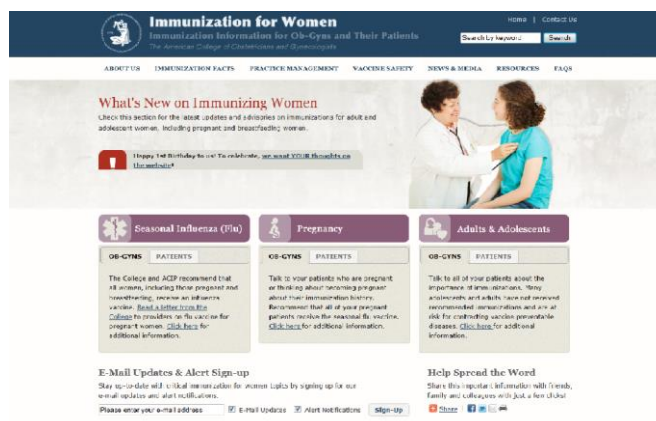 Home | Contact Us
Immunization for Women
Immunization Information for Ob-Gyns and Their Patients
The American College of Obstetricians and Gynecologists
Search by keyword Search
ABOUT US IMMUNIZATION FACTS PRACTICE MANAGEMENT VACCINE SAFETY NEWS & MEDIA RESOURCES FAQS
What's New on Immunizing Women
Check this section for the latest updates and advisories on immunizations for adult and
adolescent women, including pregnant and breastfeeding women.
Happy 1st Birthday to us! To celebrate, we want YOUR thoughts on
the website!
Seasonal Influenza (Flu)
OB-GYNS PATIENTS
The College and ACIP recommend that
all women, including those pregnant and
breastfeeding, receive an influenza
vaccine. Read a letter from the
College to providers on flu vaccine for
pregnant women. Click here for
additional information.
Pregnancy
OB-GYNS PATIENTS
Talk to your patients who are pregnant
or thinking about becoming pregnant
about their immunization history.
Recommend that all of your pregnant
patients receive the seasonal flu vaccine.
Click here for additional information.
Adults & Adolescents
OB-GYNS PATIENTS
Talk to all of your patients about the
importance of immunizations. Many
adolescents and adults have not received
recommended immunizations and are at
risk for contracting vaccine preventable
diseases. Click here for additional
information.
E-Mail Updates & Alert Sign-up
Stay up-to-date with critical immunization for women topics by signing up for our
e-mail updates and alert notifications.
Please enter your e-mail address E-Mail Updates Alert Notifications Sign-Up
Help Spread the Word
Share this important information with friends,
family and colleagues with just a few clicks!
Share